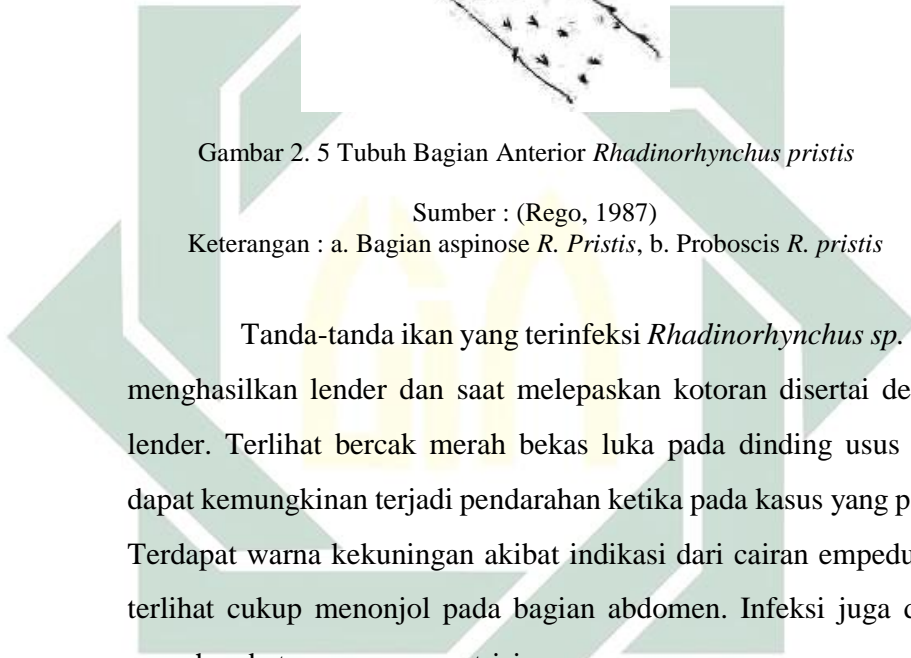 Gambar 2. 5 Tubuh Bagian Anterior Rhadinorhynchus pristis
Sumber : (Rego, 1987)
Keterangan : a. Bagian aspinose R. Pristis, b. Proboscis R. pristis
Tanda-tanda ikan yang terinfeksi Rhadinorhynchus sp.
menghasilkan lender dan saat melepaskan kotoran disertai de
lender. Terlihat bercak merah bekas luka pada dinding usus
dapat kemungkinan terjadi pendarahan ketika pada kasus yang p
Terdapat warna kekuningan akibat indikasi dari cairan empedu
terlihat cukup menonjol pada bagian abdomen. Infeksi juga